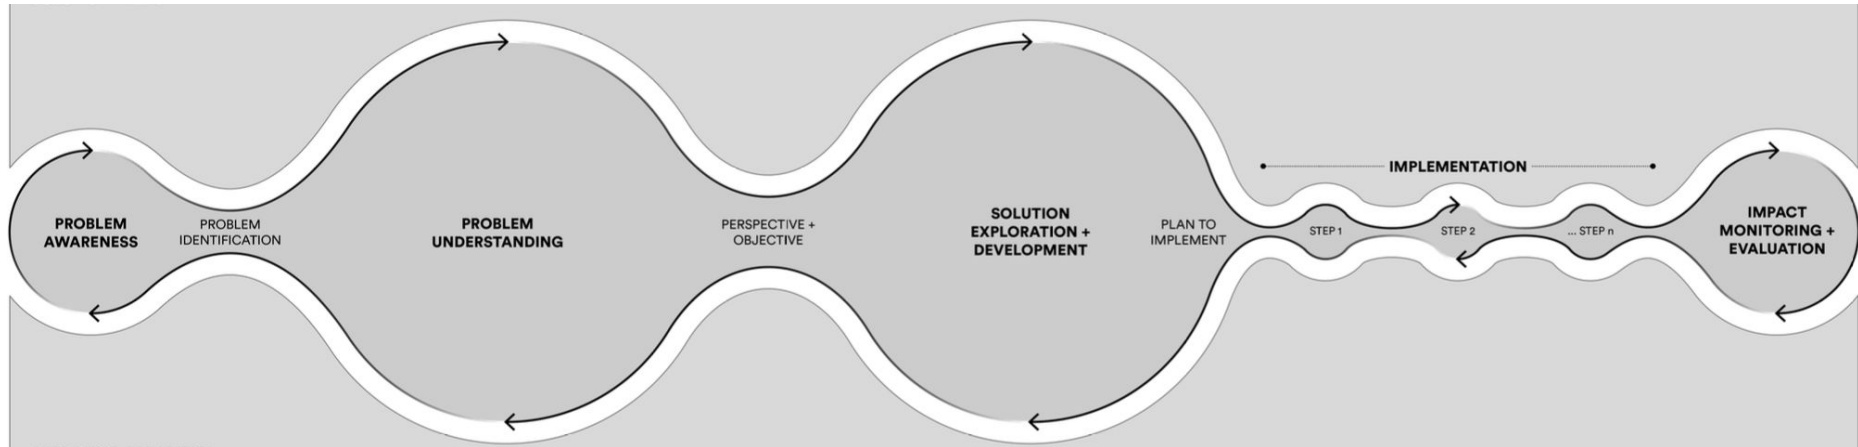 PROBLEM
AWARENESS
PROBLEM
IDENTIFICATION
PROBLEM
UNDERSTANDING
PERSPECTIVE +
OBJECTIVE
SOLUTION
EXPLORATION +
DEVELOPMENT
PLAN TO
IMPLEMENT
IMPLEMENTATION
STEP 1
STEP 2
... STEP n
IMPACT
MONITORING +
EVALUATION